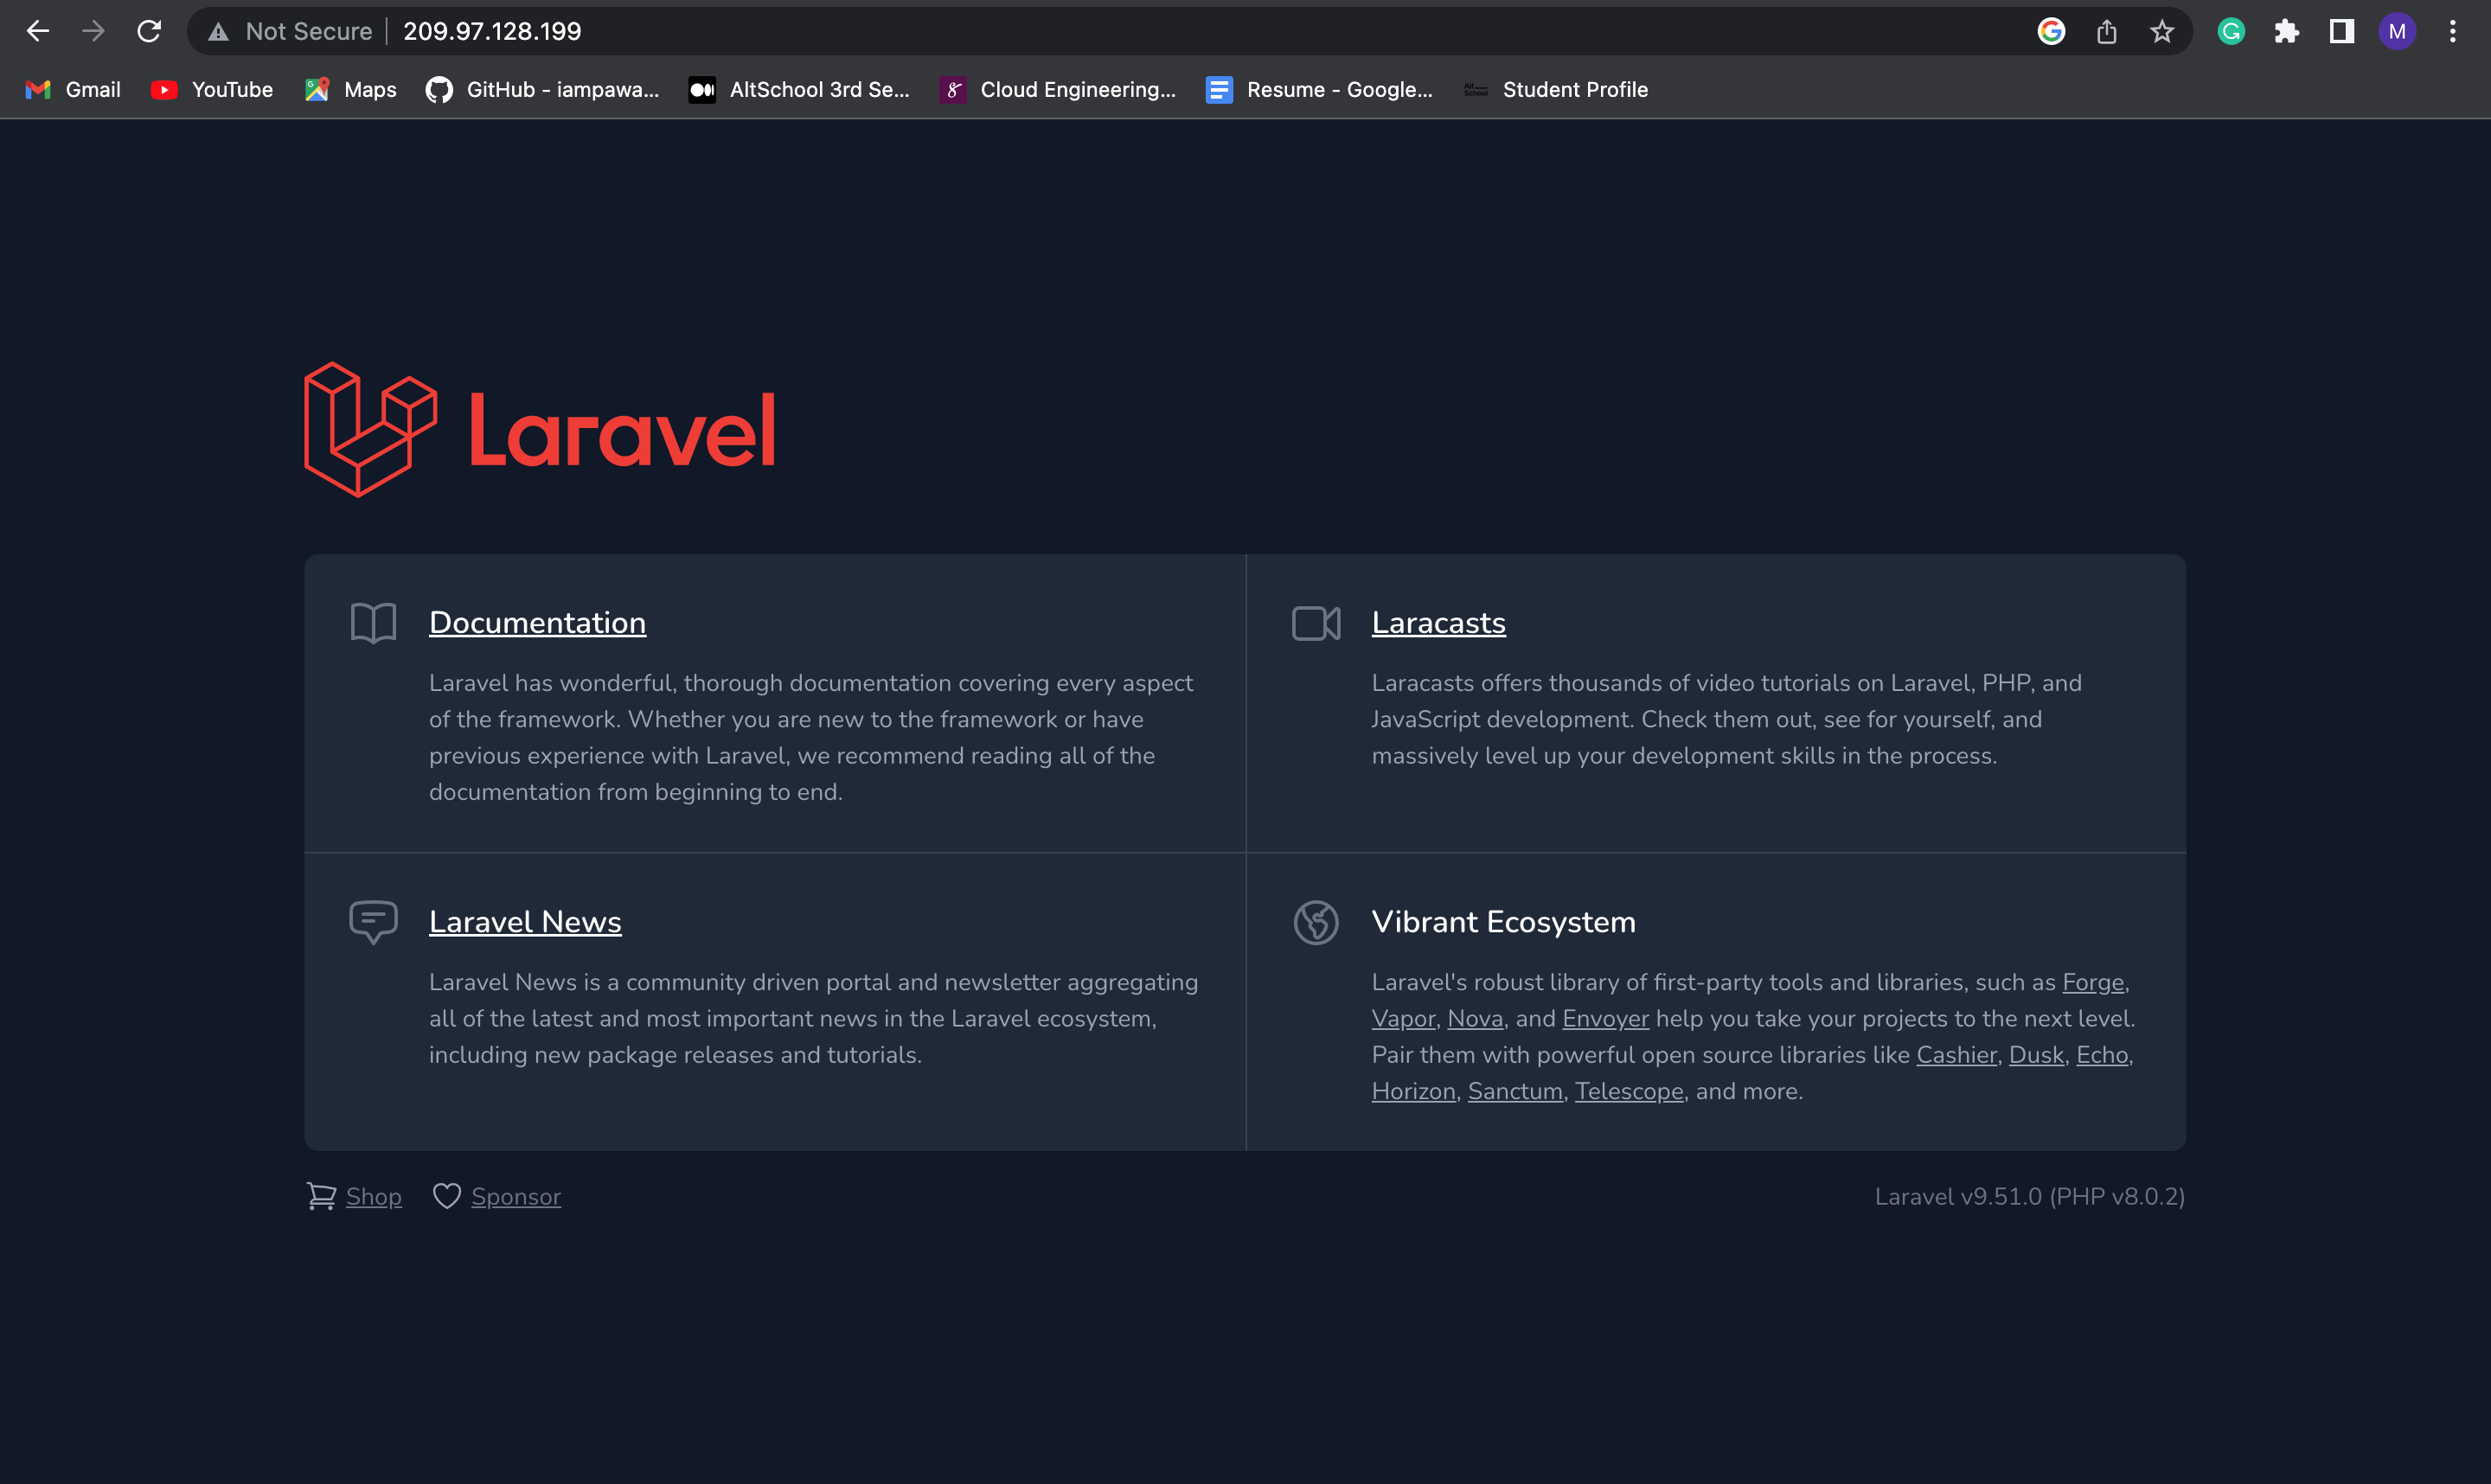 Not Secure 209.97.128.199
Gmail YouTube Maps GitHub - iampawa... AltSchool 3rd Se... Cloud Engineering... Resume - Google... Alt School Student Profile
M
Laravel
Documentation
Laravel has wonderful, thorough documentation covering every aspect
of the framework. Whether you are new to the framework or have
previous experience with Laravel, we recommend reading all of the
documentation from beginning to end.
Laracasts
Laracasts offers thousands of video tutorials on Laravel, PHP, and
JavaScript development. Check them out, see for yourself, and
massively level up your development skills in the process.
Laravel News
Laravel News is a community driven portal and newsletter aggregating
all of the latest and most important news in the Laravel ecosystem,
including new package releases and tutorials.
Vibrant Ecosystem
Laravel's robust library of first-party tools and libraries, such as Forge,
Vapor, Nova, and Envoyer help you take your projects to the next level.
Pair them with powerful open source libraries like Cashier, Dusk, Echo,
Horizon, Sanctum, Telescope, and more.
Shop Sponsor
Laravel v9.51.0 (PHP v8.0.2)